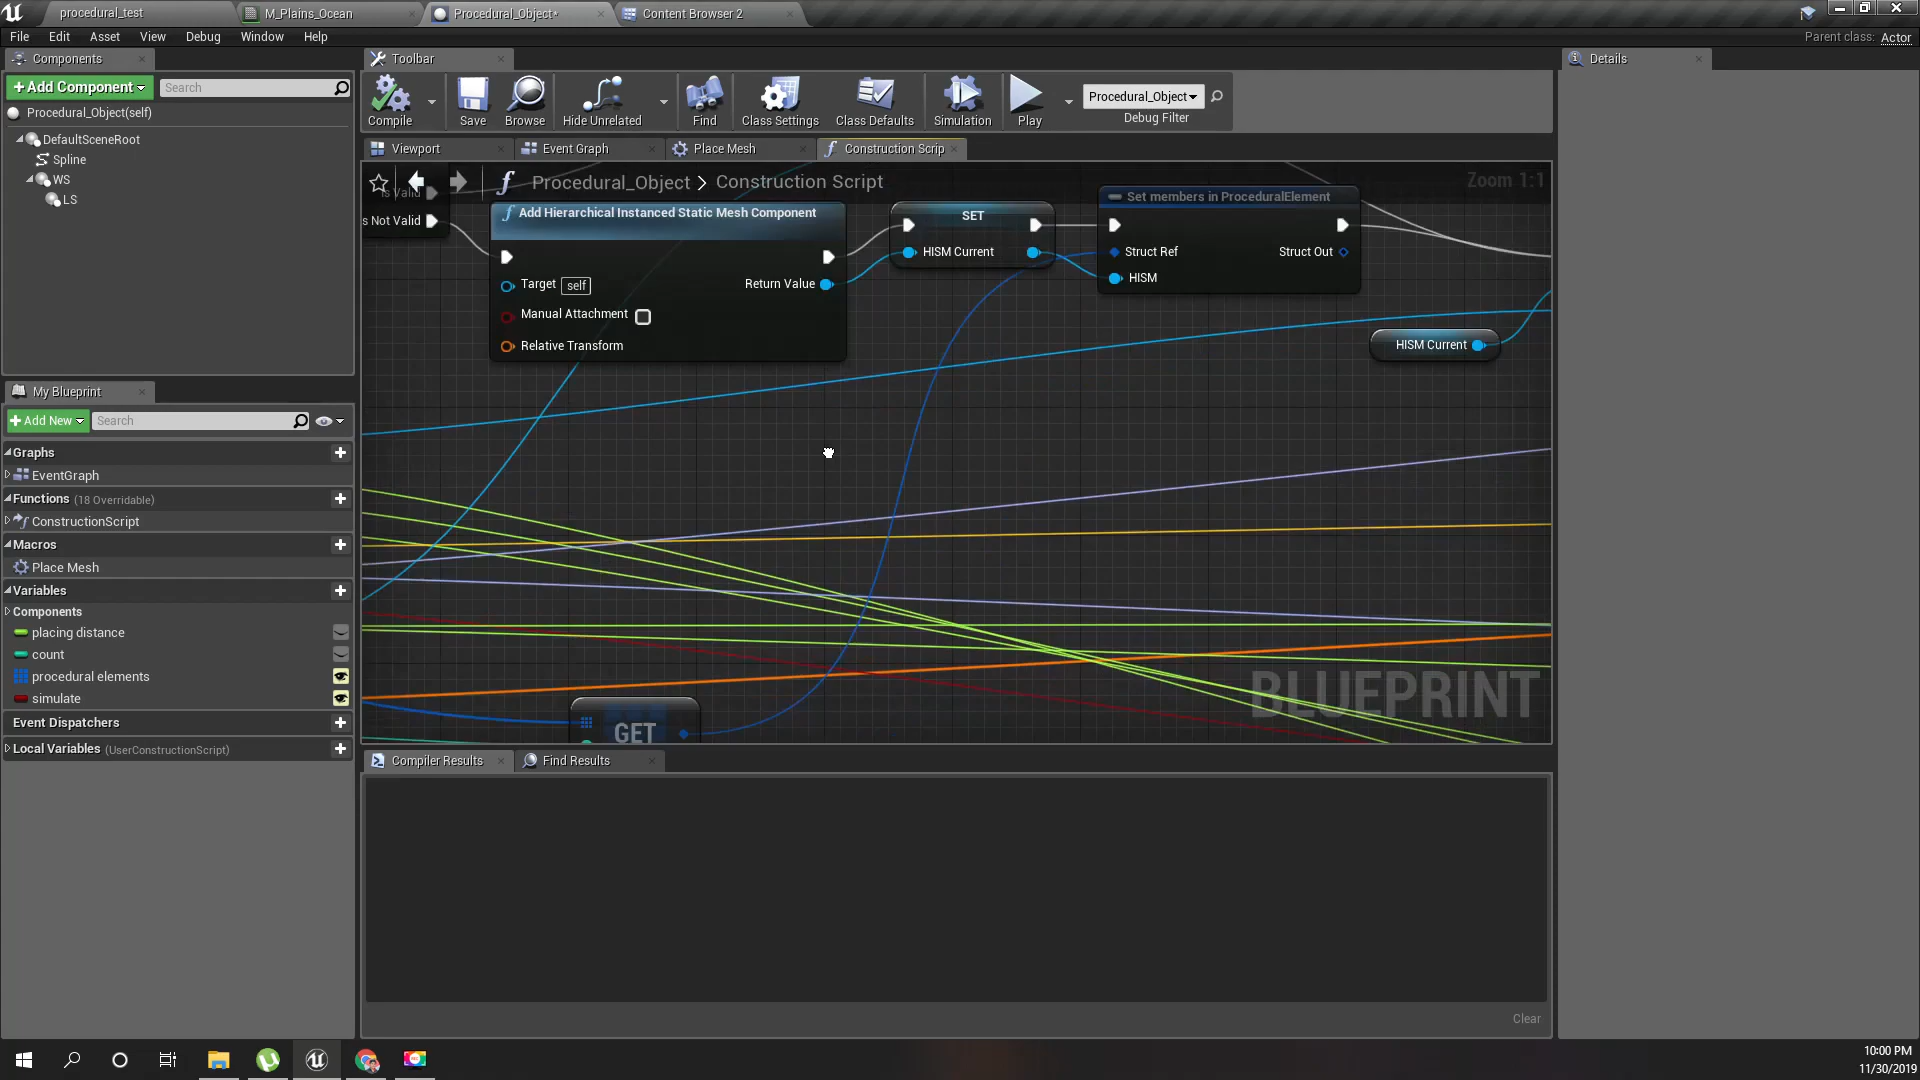 procedural_test
M_Plains_Ocean
Procedural_Object*
Content Browser 2
File Edit Asset View Debug Window Help
Parent class: Actor
Components
Toolbar
Details
+Add Component
Search
Procedural_Object(self)
DefaultSceneRoot
Spline
WS
LS
Compile
Save
Browse
Hide Unrelated
Find
Class Settings
Class Defaults
Simulation
Play
Procedural_Object
Debug Filter
Viewport
Event Graph
Place Mesh
Construction Scrip
Procedural_Object > Construction Script
Zoom 1:1
Is Valid
s Not Valid
Add Hierarchical Instanced Static Mesh Component
Target self
Return Value
Manual Attachment
Relative Transform
SET
HISM Current
Set members in ProceduralElement
Struct Ref
Struct Out
HISM
HISM Current
GET
BLUEPRINT
My Blueprint
+Add New
Search
Graphs
EventGraph
Functions (18 Overridable)
ConstructionScript
Macros
Place Mesh
Variables
Components
placing distance
count
procedural elements
simulate
Event Dispatchers
Local Variables (UserConstructionScript)
Compiler Results
Find Results
Clear
10:00 PM
11/30/2019